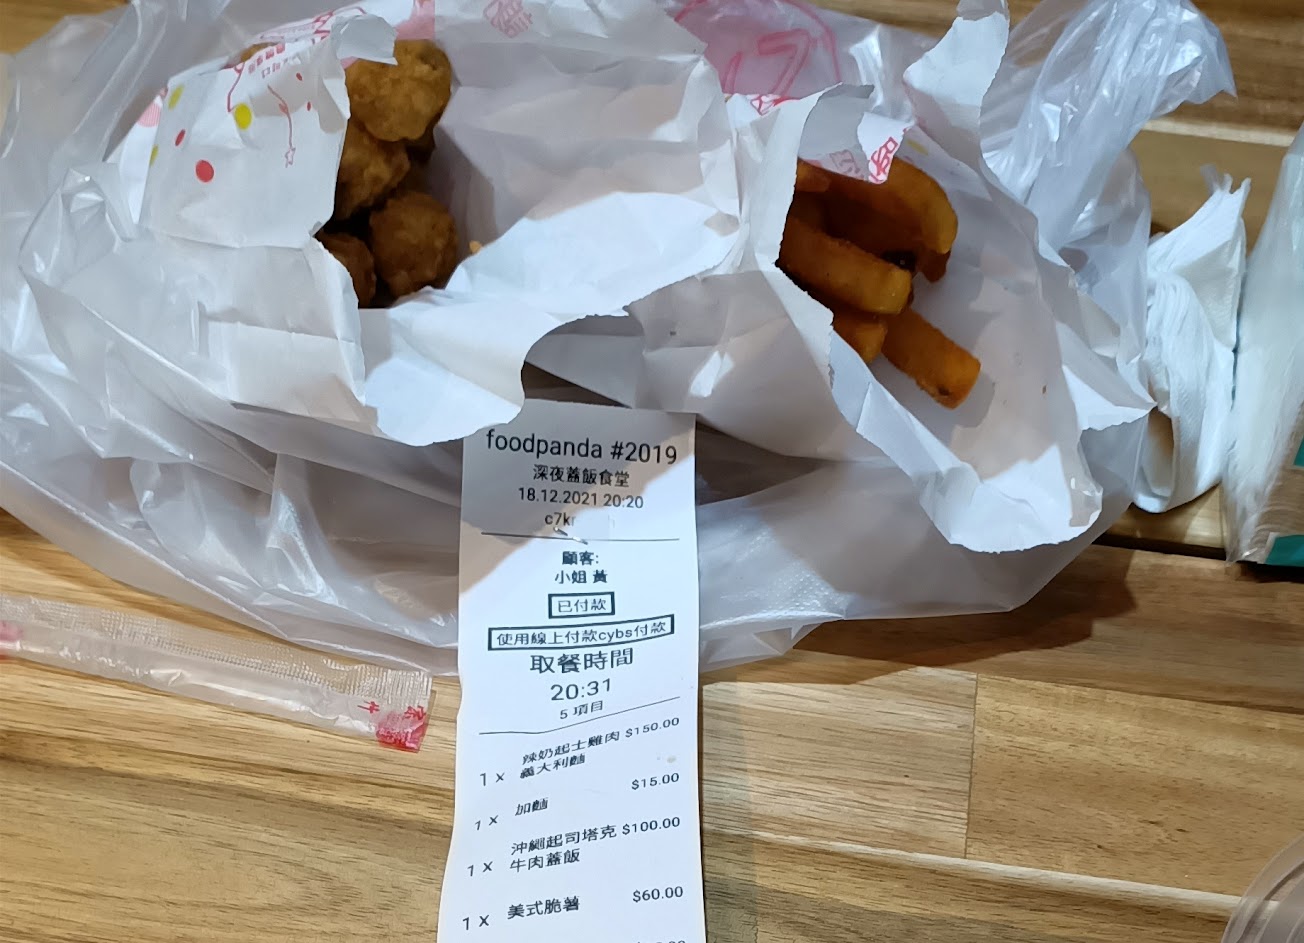 foodpanda #2019
深夜蓋飯食堂
18.12.2021 20:20
c7kr
顧客:
小姐 黃
已付款
使用線上付款cybs付款
取餐時間
20:31
5 項目
1 x 辣奶起士雞肉 $150.00
義大利麵
1 x 加麵 $15.00
1 x 沖繩起司塔克 $100.00
牛肉蓋飯
1 x 美式脆薯 $60.00